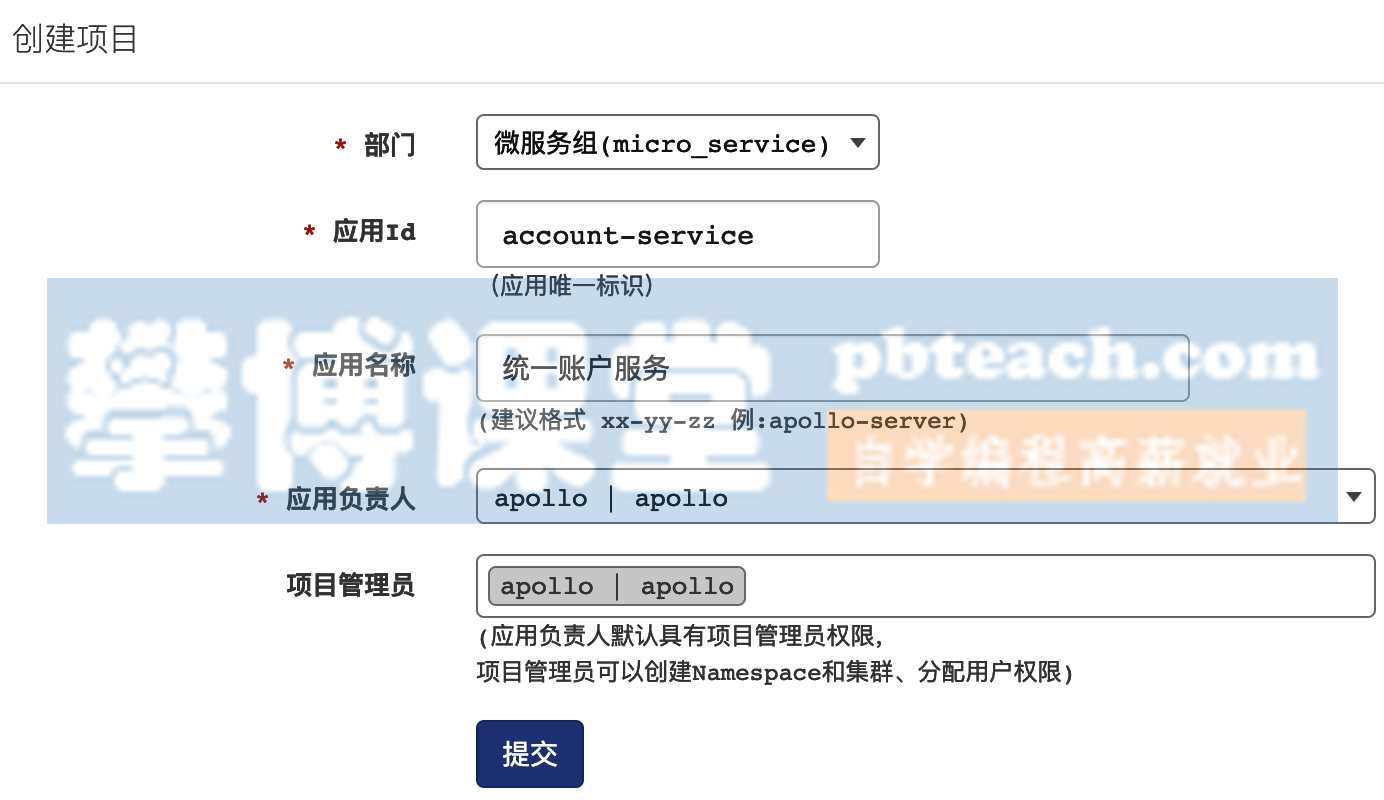 创建项目
* 部门 微服务组(micro_service)
* 应用Id account-service
(应用唯一标识)
* 应用名称 统一账户服务
(建议格式 xx-yy-zz 例:apollo-server)
* 应用负责人 apollo | apollo
项目管理员 apollo | apollo
(应用负责人默认具有项目管理员权限,
项目管理员可以创建Namespace和集群、分配用户权限)
提交
攀博课堂
pbteach.com
自学编程高薪就业